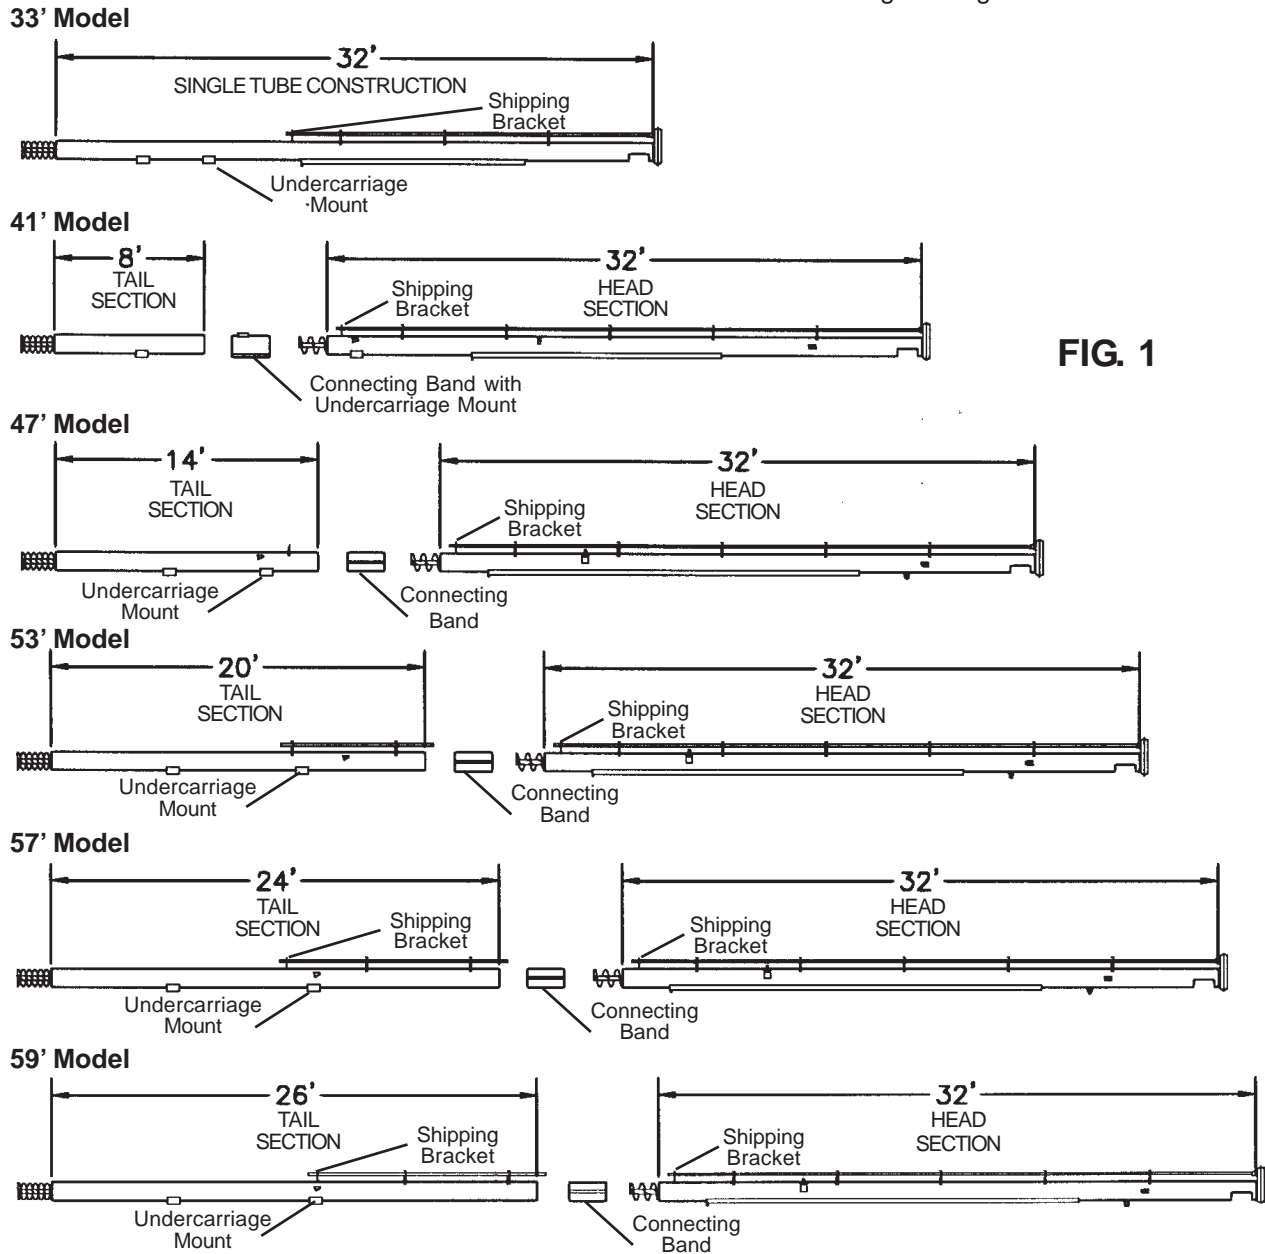 33' Model
32'
SINGLE TUBE CONSTRUCTION
Shipping
Bracket
Undercarriage
Mount
41' Model
8'
TAIL
SECTION
32'
HEAD
SECTION
Shipping
Bracket
Connecting Band with
Undercarriage Mount
FIG. 1
47' Model
14'
TAIL
SECTION
32'
HEAD
SECTION
Shipping
Bracket
Undercarriage
Mount
Connecting
Band
53' Model
20'
TAIL
SECTION
32'
HEAD
SECTION
Shipping
Bracket
Undercarriage
Mount
Connecting
Band
57' Model
24'
TAIL
SECTION
Shipping
Bracket
32'
HEAD
SECTION
Shipping
Bracket
Undercarriage
Mount
Connecting
Band
59' Model
26'
TAIL
SECTION
Shipping
Bracket
32'
HEAD
SECTION
Shipping
Bracket
Undercarriage
Mount
Connecting
Band